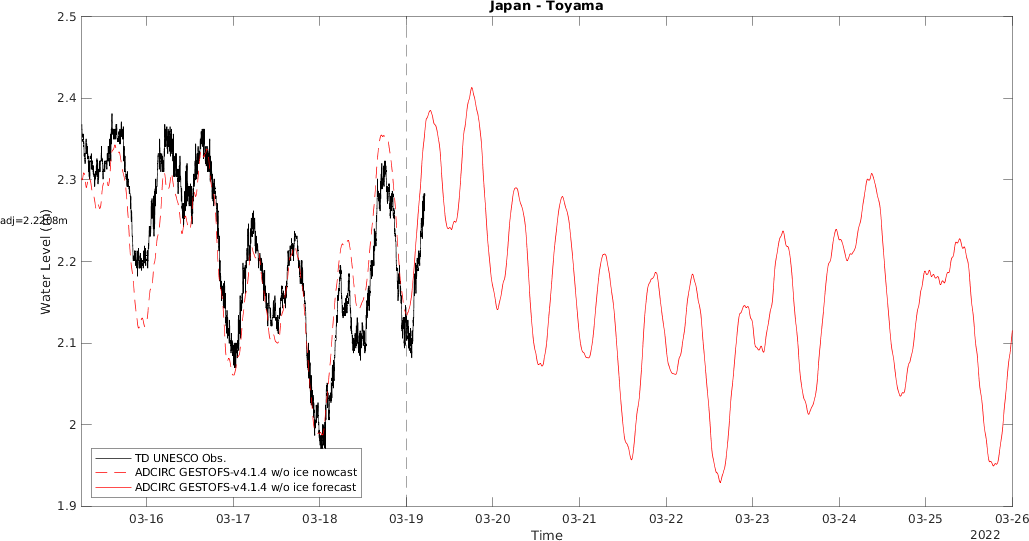 Japan - Toyama
2.5
2.4
2.3
2.2
2.1
2
1.9
Water Level (m)
adj=2.2208m
TD UNESCO Obs.
ADCIRC GESTOFS-v4.1.4 w/o ice nowcast
ADCIRC GESTOFS-v4.1.4 w/o ice forecast
03-16
03-17
03-18
03-19
03-20
03-21
03-22
03-23
03-24
03-25
03-26
Time
2022